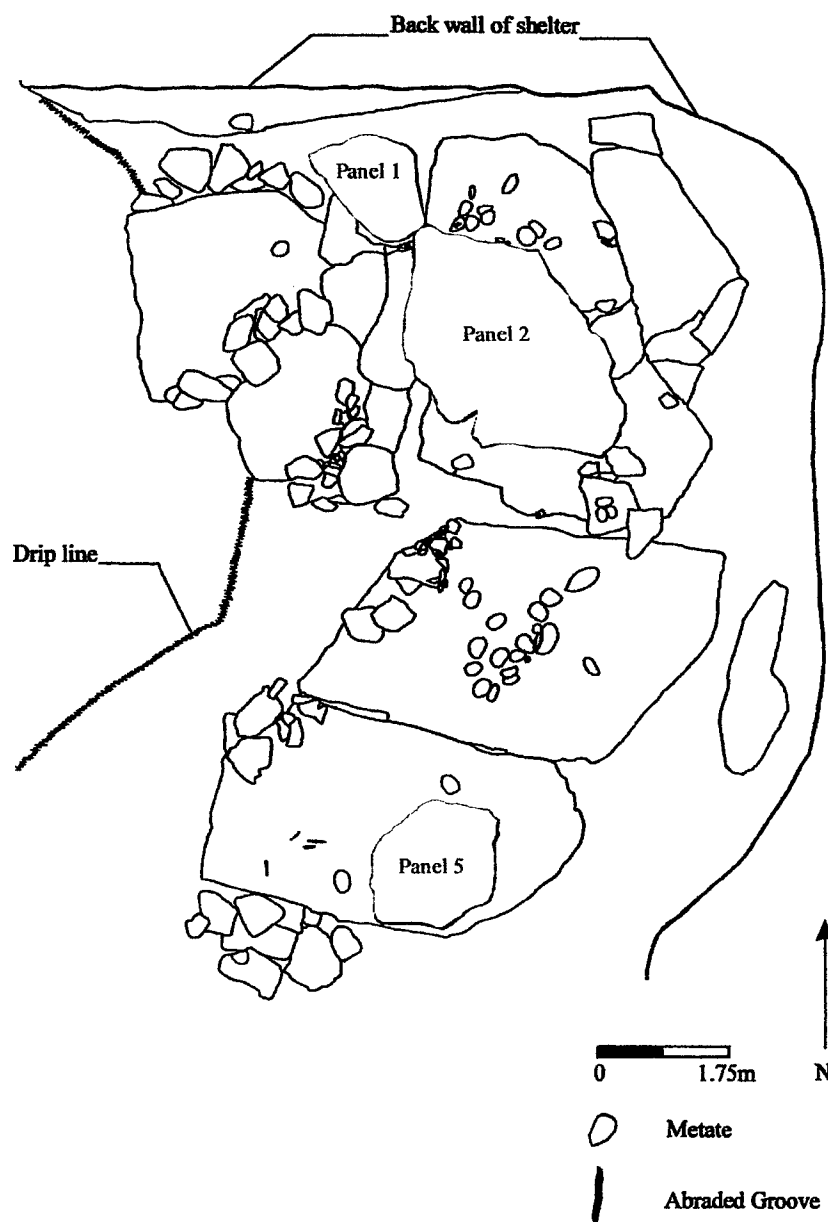 Back wall of shelter
Panel 1
Panel 2
Drip line
Panel 5
0 1.75m
N
Metate
Abraded Groove